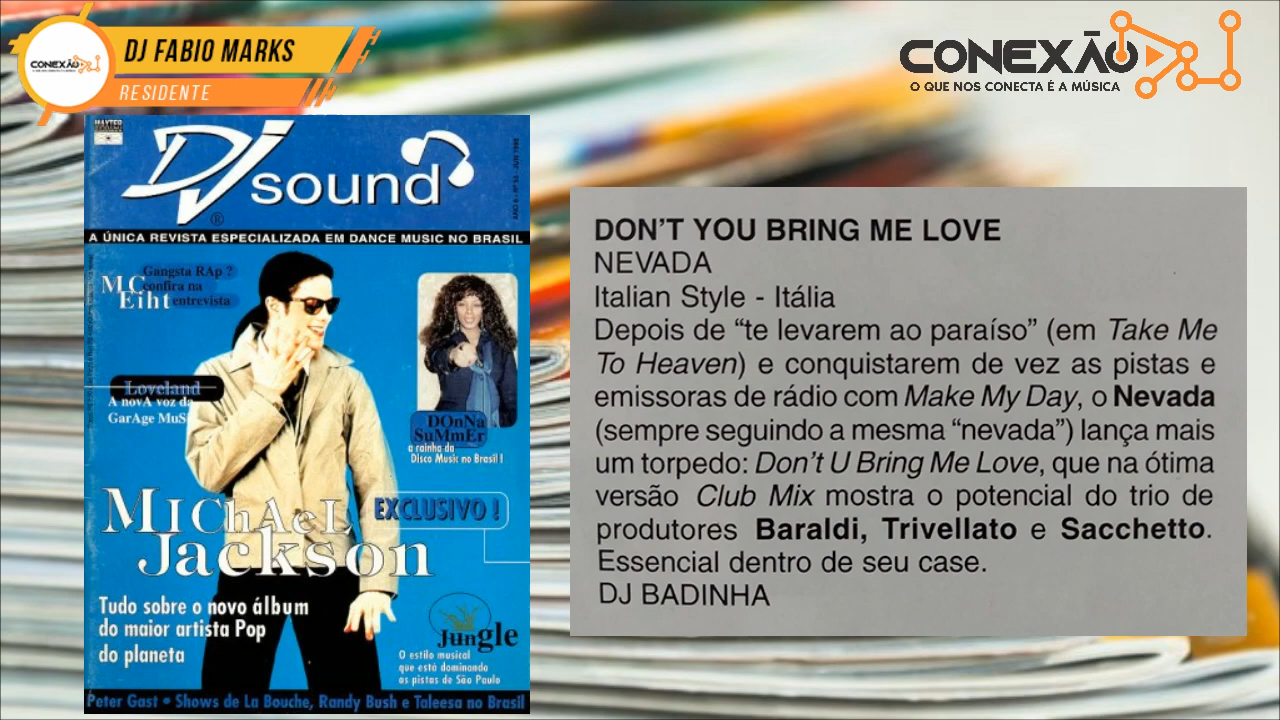 DJ FABIO MARKS
RESIDENTE
CONEXÃO
CONEXÃO
O QUE NOS CONECTA É A MÚSICA
MAXTER
DJ sound
®
A ÚNICA REVISTA ESPECIALIZADA EM DANCE MUSIC NO BRASIL
MC Eiht
Gangsta RAp ?
confira na
entrevista
Loveland
A novA voz da
GarAge MuS
DOnNa
SuMmEr
a rainha da
Disco Music no Brasil !
MIChAeL
Jackson
EXCLUSIVO !
Tudo sobre o novo álbum
do maior artista Pop
do planeta
Jungle
O estilo musical
que está dominando
as pistas de São Paulo
Peter Gast • Shows de La Bouche, Randy Bush e Taleesa no Brasil
DON'T YOU BRING ME LOVE
NEVADA
Italian Style - Itália
Depois de “te levarem ao paraíso” (em Take Me
To Heaven) e conquistarem de vez as pistas e
emissoras de rádio com Make My Day, o Nevada
(sempre seguindo a mesma “nevada”) lança mais
um torpedo: Don't U Bring Me Love, que na ótima
versão Club Mix mostra o potencial do trio de
produtores Baraldi, Trivellato e Sacchetto.
Essencial dentro de seu case.
DJ BADINHA